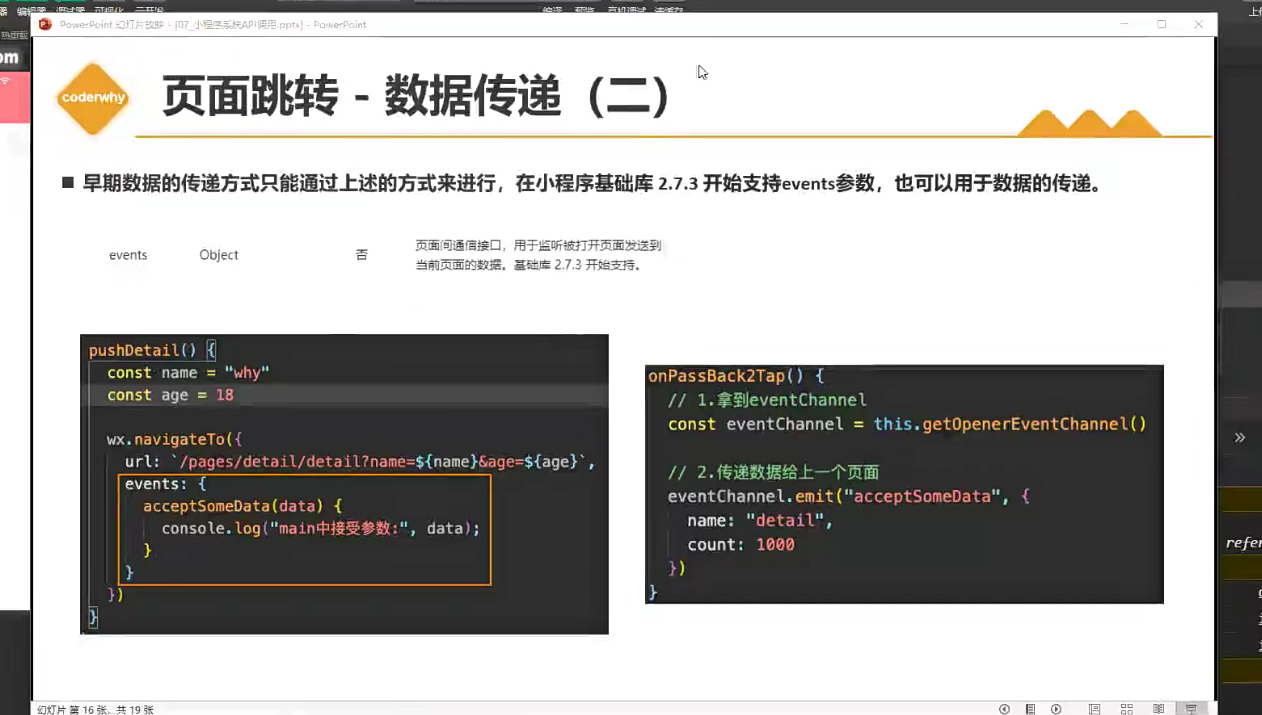 PowerPoint 幻灯片放映 - [07_小程序系统API调用.pptx] - PowerPoint
coderwhy
页面跳转 - 数据传递（二）
■ 早期数据的传递方式只能通过上述的方式来进行，在小程序基础库 2.7.3 开始支持events参数，也可以用于数据的传递。
events Object 否 页面间通信接口，用于监听被打开页面发送到
当前页面的数据。基础库 2.7.3 开始支持。
pushDetail() {
const name = "why"
const age = 18
wx.navigateTo({
url: `/pages/detail/detail?name=${name}&age=${age}`,
events: {
acceptSomeData(data) {
console.log("main中接受参数:", data);
}
}
})
}
onPassBack2Tap() {
// 1.拿到eventChannel
const eventChannel = this.getOpenerEventChannel()
// 2.传递数据给上一个页面
eventChannel.emit("acceptSomeData", {
name: "detail",
count: 1000
})
}
om
refer
幻灯片 第 16 张，共 19 张